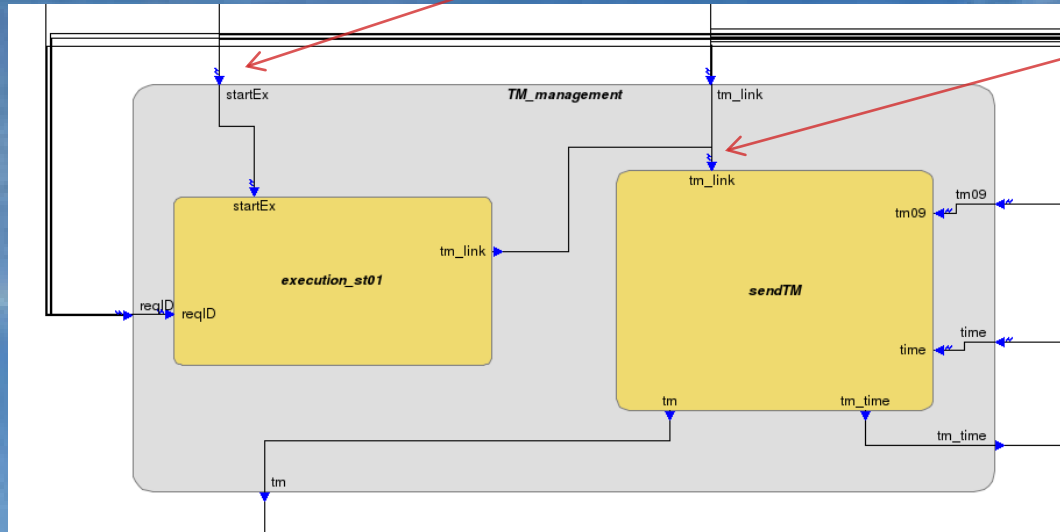 startEx
TM_management
tm_link
startEx
tm_link
tm_link
execution_st01
reqID
reqID
sendTM
tm09
tm09
time
time
tm
tm_time
tm_time
tm